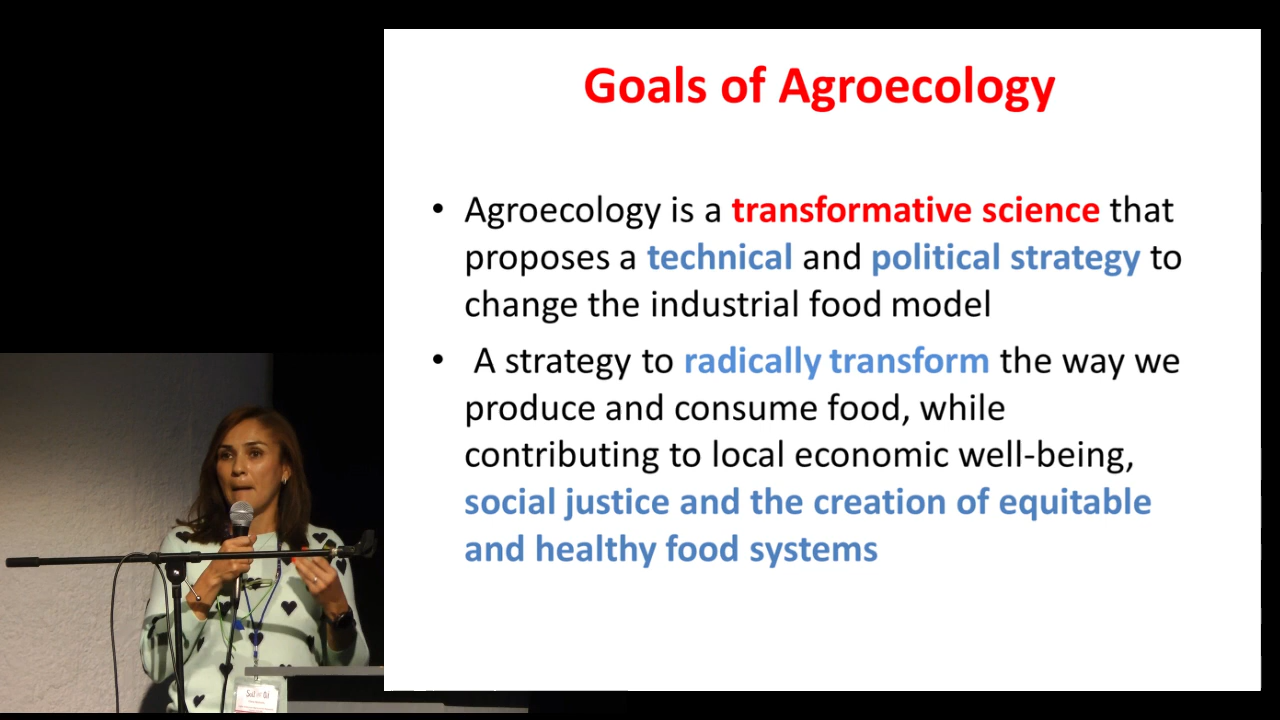 Goals of Agroecology
• Agroecology is a transformative science that
proposes a technical and political strategy to
change the industrial food model
• A strategy to radically transform the way we
produce and consume food, while
contributing to local economic well-being,
social justice and the creation of equitable
and healthy food systems